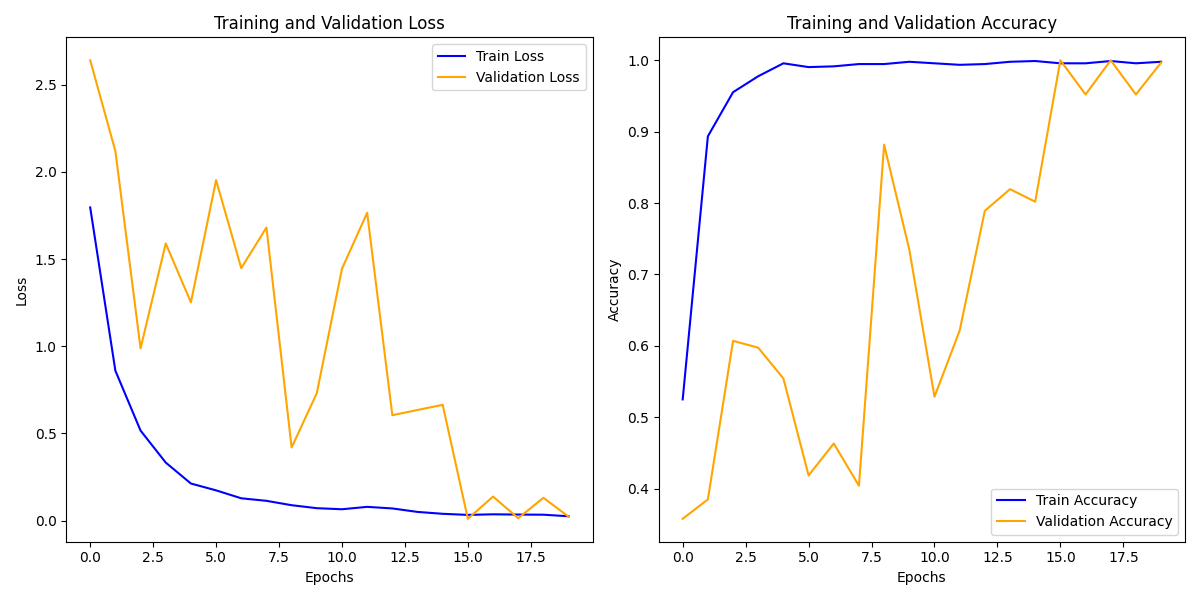 Training and Validation Loss
Train Loss
Validation Loss
Loss
2.5
2.0
1.5
1.0
0.5
0.0
0.0 2.5 5.0 7.5 10.0 12.5 15.0 17.5
Epochs
Training and Validation Accuracy
Accuracy
1.0
0.9
0.8
0.7
0.6
0.5
0.4
Train Accuracy
Validation Accuracy
0.0 2.5 5.0 7.5 10.0 12.5 15.0 17.5
Epochs